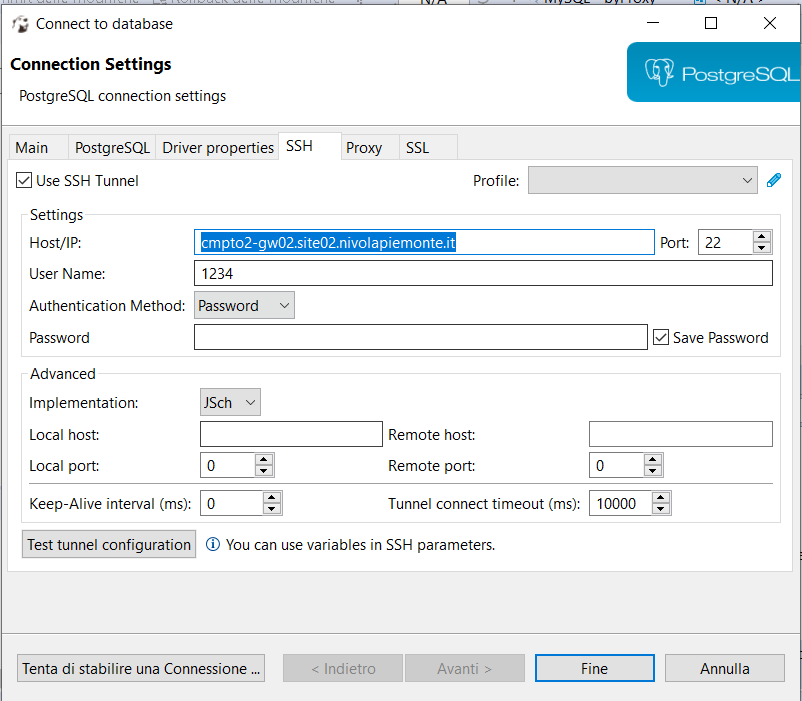 N/A MySQL - byProxy < N/A >
Connect to database
Connection Settings
PostgreSQL connection settings
PostgreSQL
Main PostgreSQL Driver properties SSH Proxy SSL
Use SSH Tunnel Profile:
Settings
Host/IP: cmpto2-gw02.site02.nivolapiemonte.it Port: 22
User Name: 1234
Authentication Method: Password
Password Save Password
Advanced
Implementation: JSch
Local host: Remote host:
Local port: 0 Remote port: 0
Keep-Alive interval (ms): 0 Tunnel connect timeout (ms): 10000
Test tunnel configuration You can use variables in SSH parameters.
Tenta di stabilire una Connessione ... < Indietro Avanti > Fine Annulla